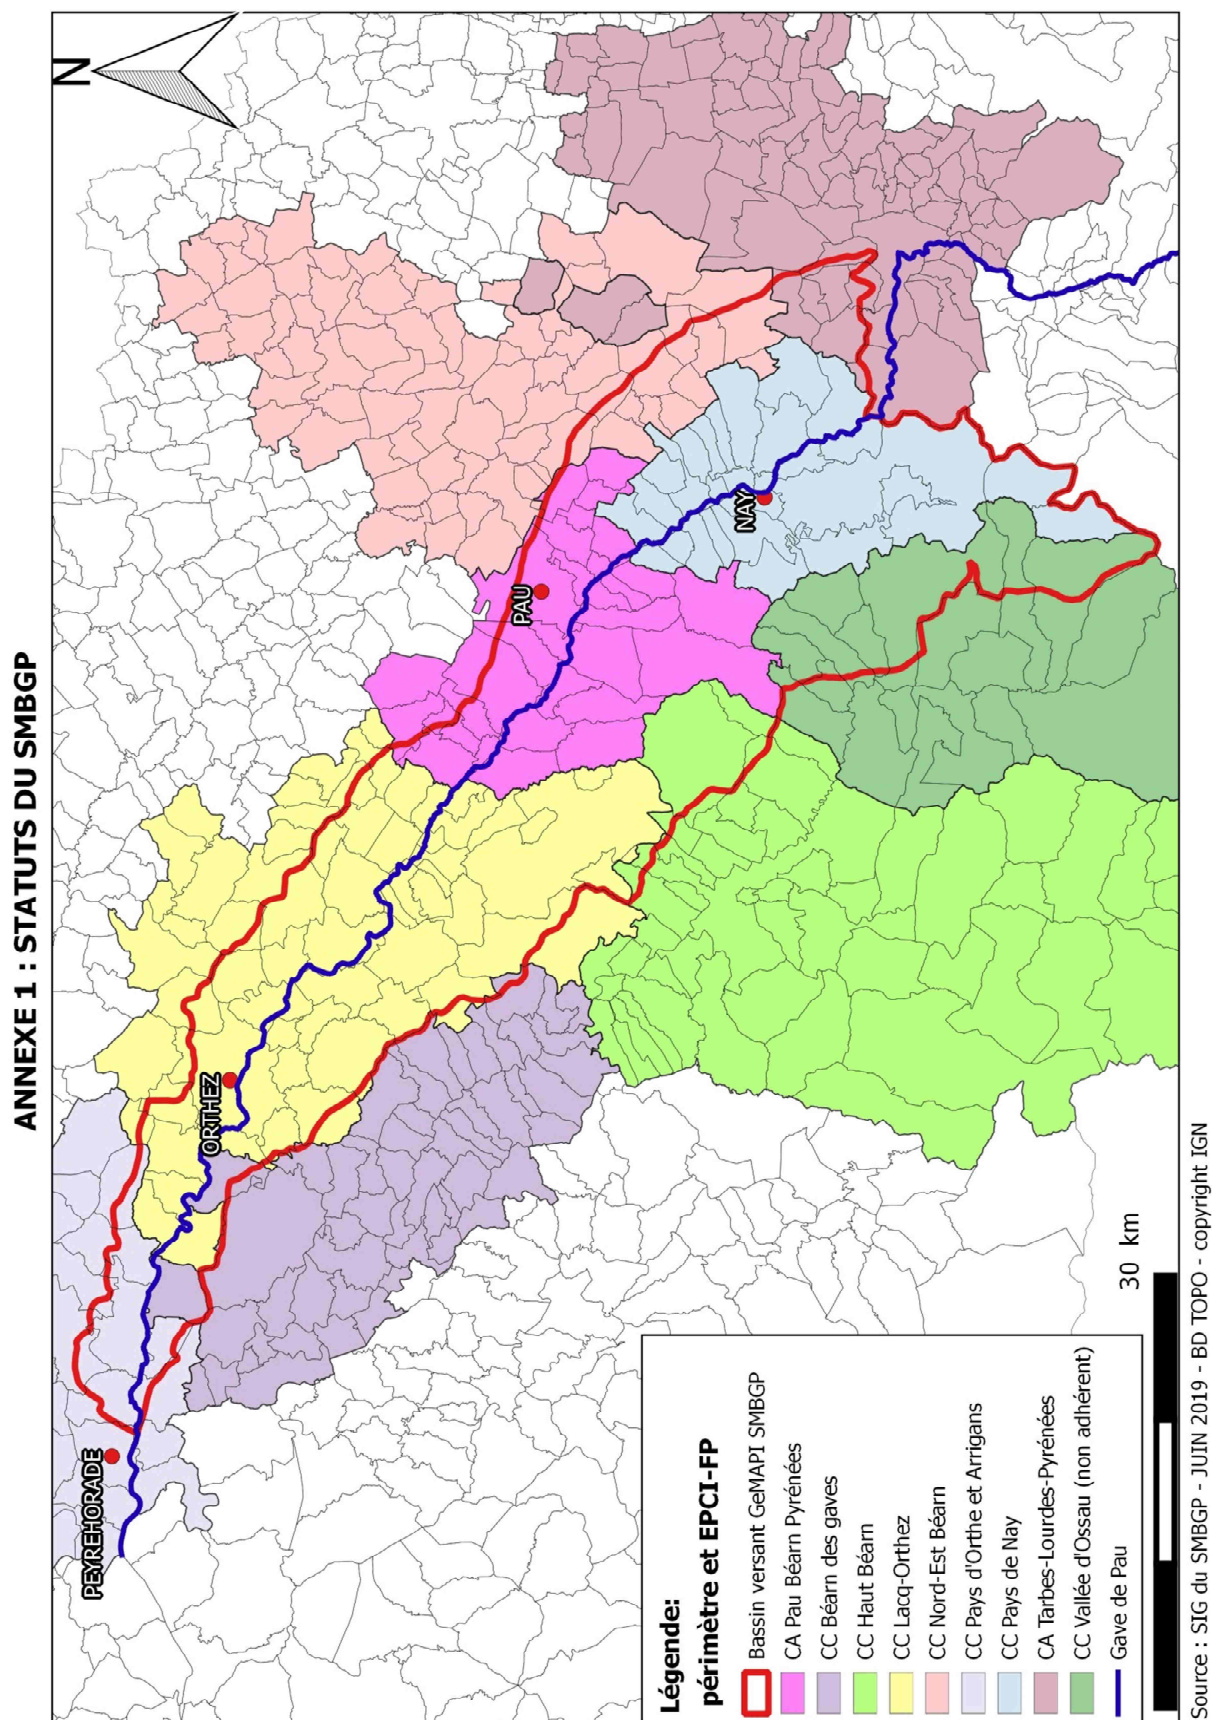 ANNEXE 1 : STATUTS DU SMBGP
N
PEYREHORADE
ORTHEZ
PAU
NAY
Légende:
périmètre et EPCI-FP
Bassin versant GeMAPI SMBGP
CA Pau Béarn Pyrénées
CC Béarn des gaves
CC Haut Béarn
CC Lacq-Orthez
CC Nord-Est Béarn
CC Pays d'Orthe et Arrigans
CC Pays de Nay
CA Tarbes-Lourdes-Pyrénées
CC Vallée d'Ossau (non adhérent)
Gave de Pau
30 km
Source : SIG du SMBGP - JUIN 2019 - BD TOPO - copyright IGN